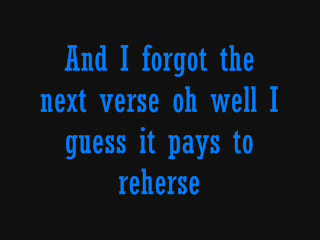 And I forgot the
next verse oh well I
guess it pays to
reherse